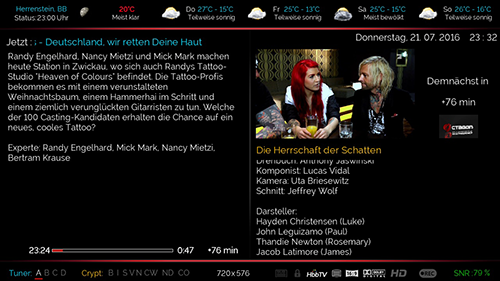 Herrenstein, BB
Status: 23:00 Uhr
20°C
Meist klar
Do 27°C - 15°C
Teilweise sonnig
Fr 25°C - 13°C
Teilweise sonnig
Sa 25°C - 15°C
Meist bewölkt
So 26°C - 16°C
Teilweise sonnig
Jetzt : : - Deutschland, wir retten Deine Haut
Donnerstag, 21. 07. 2016 23 : 32
Randy Engelhard, Nancy Mietzi und Mick Mark machen
heute Station in Zwickau, wo sich auch Randys Tattoo-
Studio "Heaven of Colours" befindet. Die Tattoo-Profis
bekommen es mit einem verunstalteten
Weihnachtsbaum, einem Hammerhai im Schritt und
einem ziemlich verunglückten Gitarristen zu tun. Welche
der 100 Casting-Kandidaten erhalten die Chance auf ein
neues, cooles Tattoo?
Experte: Randy Engelhard, Mick Mark, Nancy Mietzi,
Bertram Krause
Demnächst in
+76 min
OCTAGON
Die Herrschaft der Schatten
Drehbuch: Anthony Jaswinski
Komponist: Lucas Vidal
Kamera: Uta Briesewitz
Schnitt: Jeffrey Wolf
Darsteller:
Hayden Christensen (Luke)
John Leguizamo (Paul)
Thandie Newton (Rosemary)
Jacob Latimore (James)
23:24 0:47 +76 min
Tuner: A B C D Crypt: B I S V N CW ND CO 720x576 HbbTV HD REC SNR: 79 %